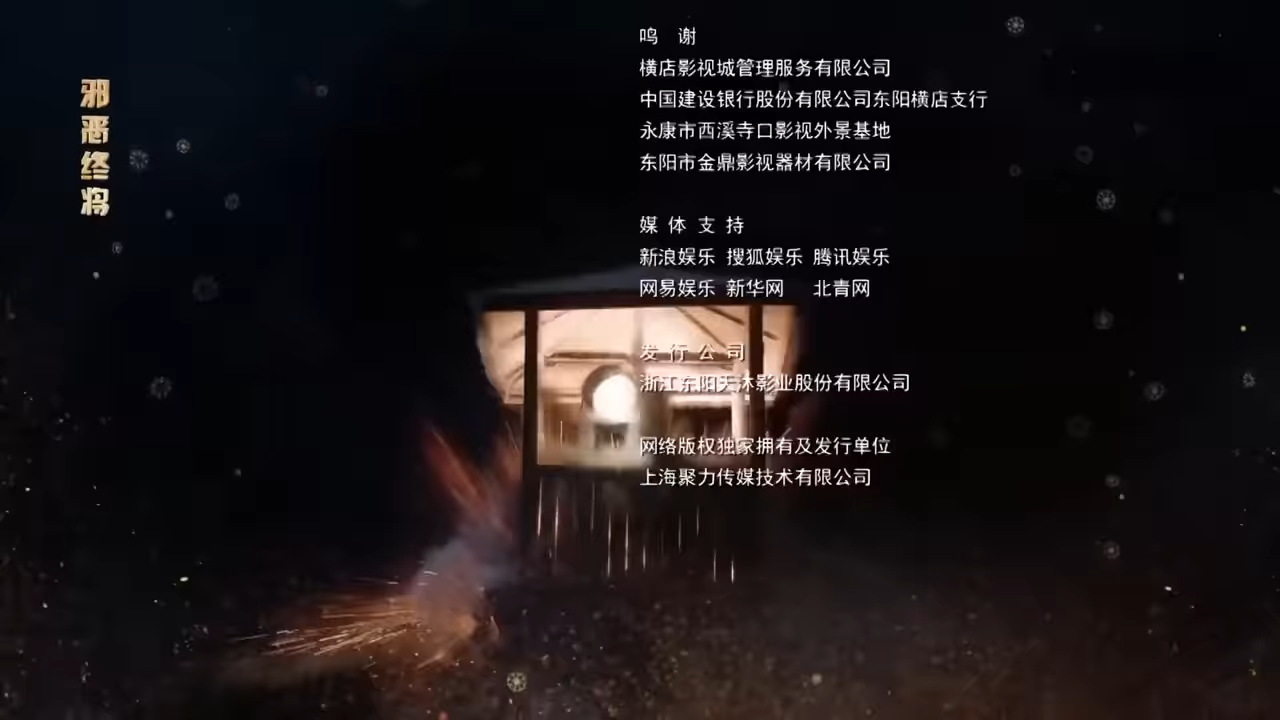 邪恶终将
鸣 谢
横店影视城管理服务有限公司
中国建设银行股份有限公司东阳横店支行
永康市西溪寺口影视外景基地
东阳市金鼎影视器材有限公司
媒 体 支 持
新浪娱乐 搜狐娱乐 腾讯娱乐
网易娱乐 新华网 北青网
发 行 公 司
浙江东阳天沐影业股份有限公司
网络版权独家拥有及发行单位
上海聚力传媒技术有限公司